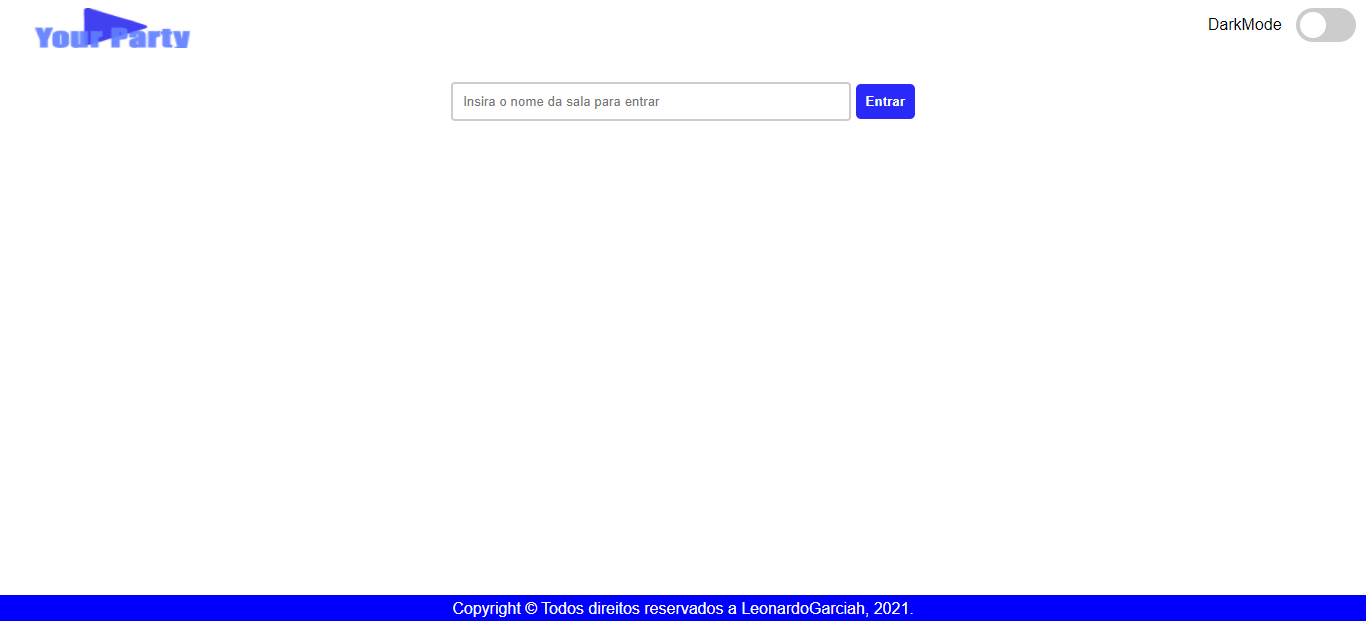 Your Party
DarkMode
Insira o nome da sala para entrar
Entrar
Copyright © Todos direitos reservados a LeonardoGarciah, 2021.